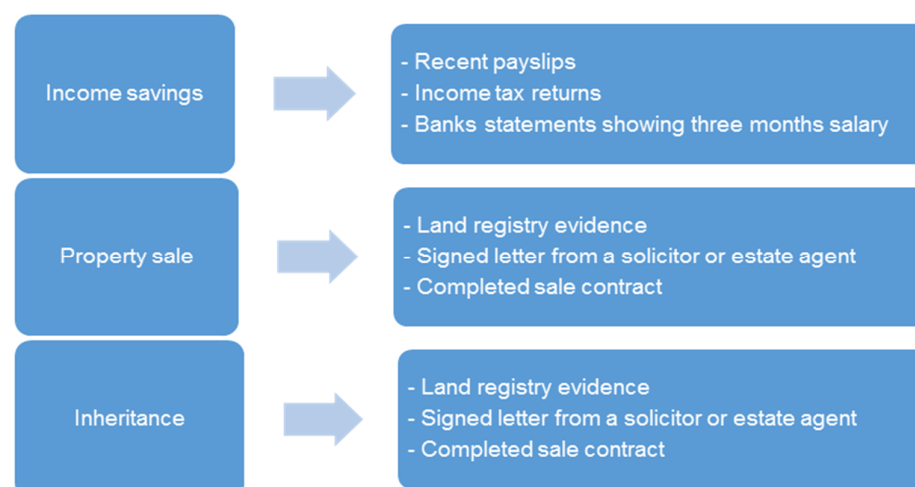 Income savings
- Recent payslips
- Income tax returns
- Banks statements showing three months salary
Property sale
- Land registry evidence
- Signed letter from a solicitor or estate agent
- Completed sale contract
Inheritance
- Land registry evidence
- Signed letter from a solicitor or estate agent
- Completed sale contract